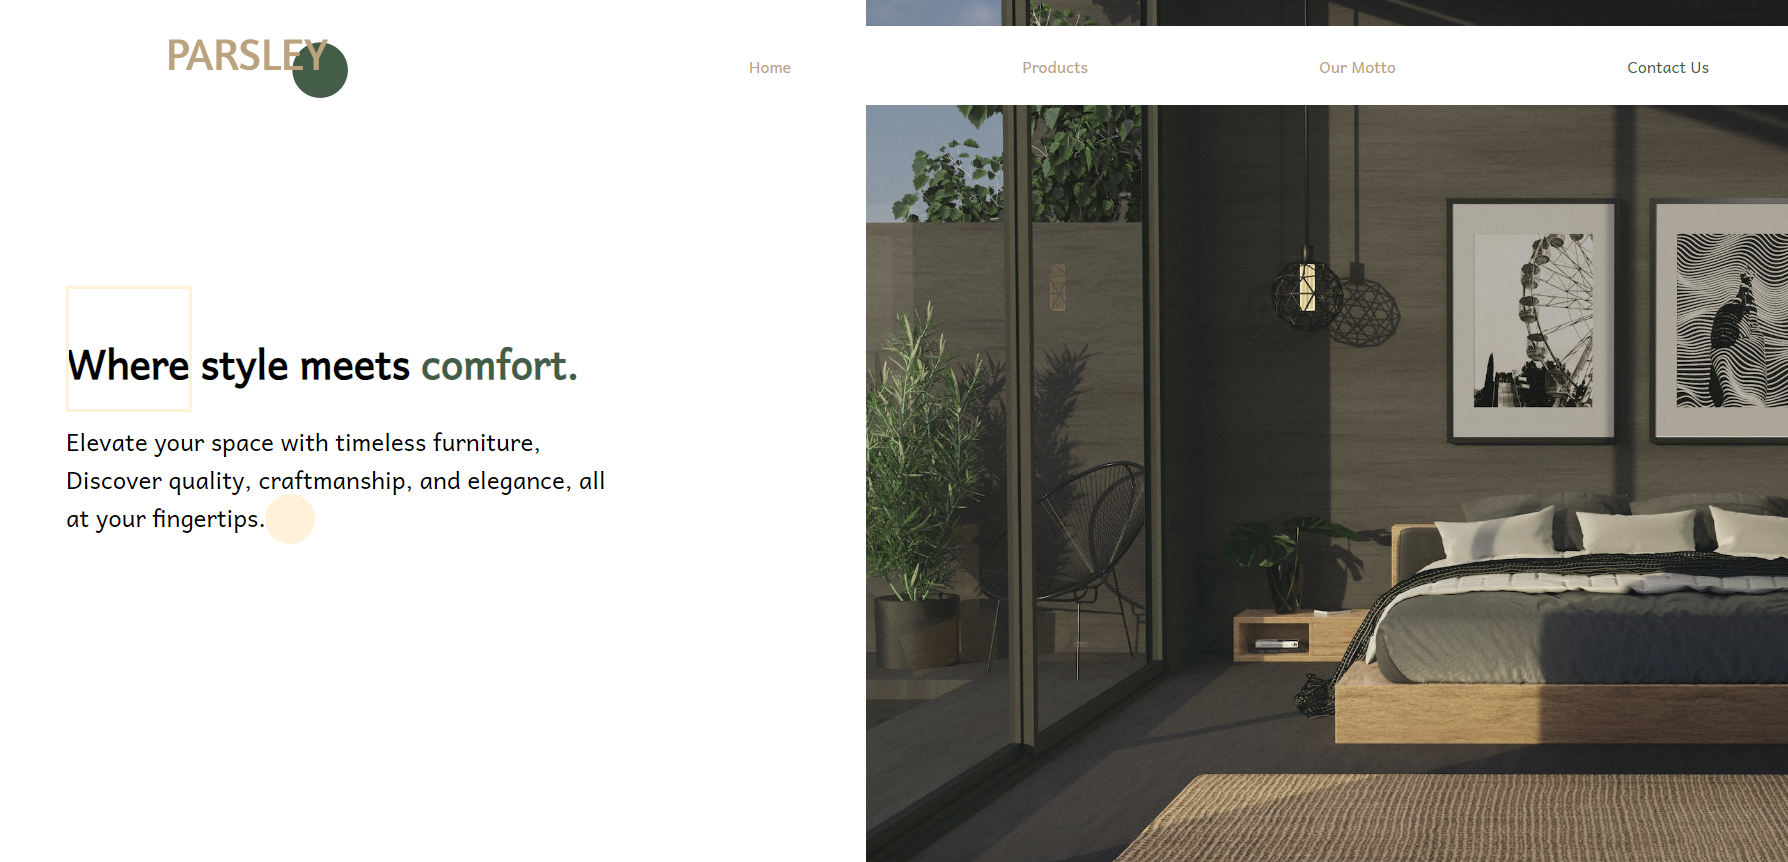 PARSLEY
Home
Products
Our Motto
Contact Us
Where style meets comfort.
Elevate your space with timeless furniture,
Discover quality, craftmanship, and elegance, all
at your fingertips.